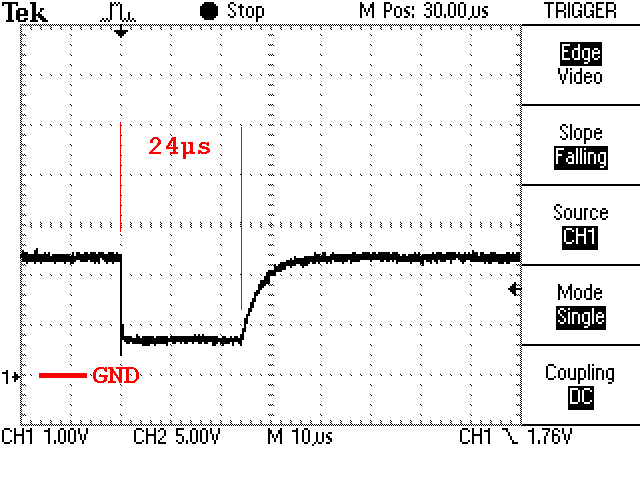 Tek Stop M Pos: 30.00µs TRIGGER
Edge
Video
24µs
Slope
Falling
Source
CH1
Mode
Single
1 GND
Coupling
DC
CH1 1.00V CH2 5.00V M 10µs CH1 1.76V